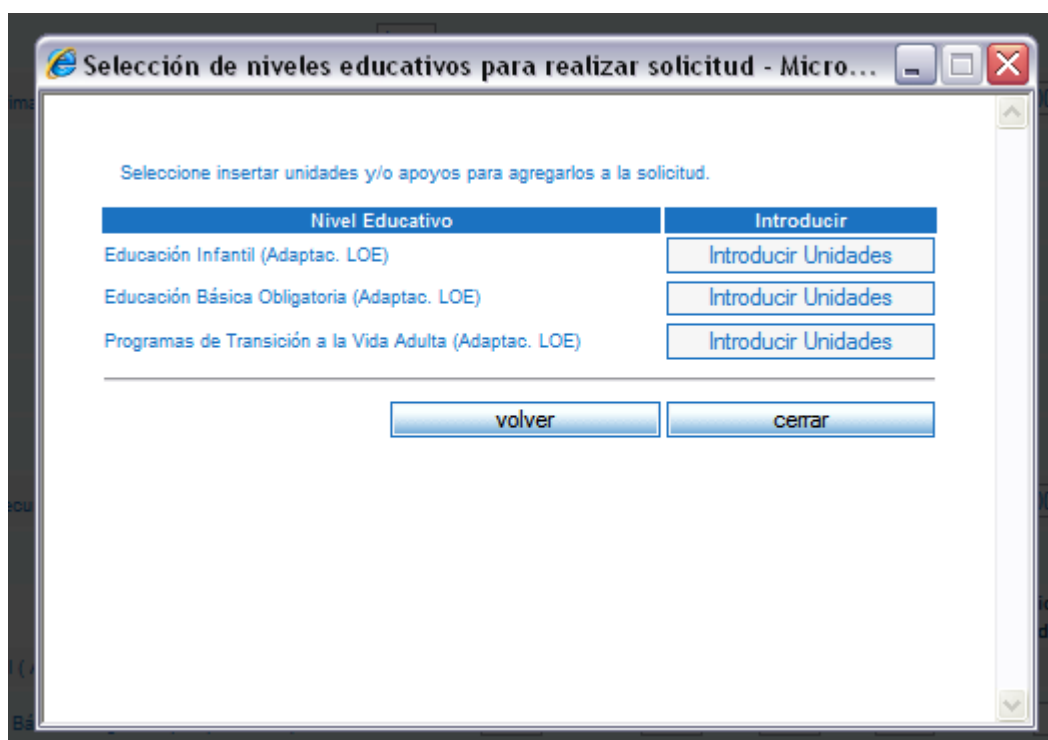 Selección de niveles educativos para realizar solicitud - Micro...
Seleccione insertar unidades y/o apoyos para agregarlos a la solicitud.
Nivel Educativo Introducir
Educación Infantil (Adaptac. LOE) Introducir Unidades
Educación Básica Obligatoria (Adaptac. LOE) Introducir Unidades
Programas de Transición a la Vida Adulta (Adaptac. LOE) Introducir Unidades
volver cerrar